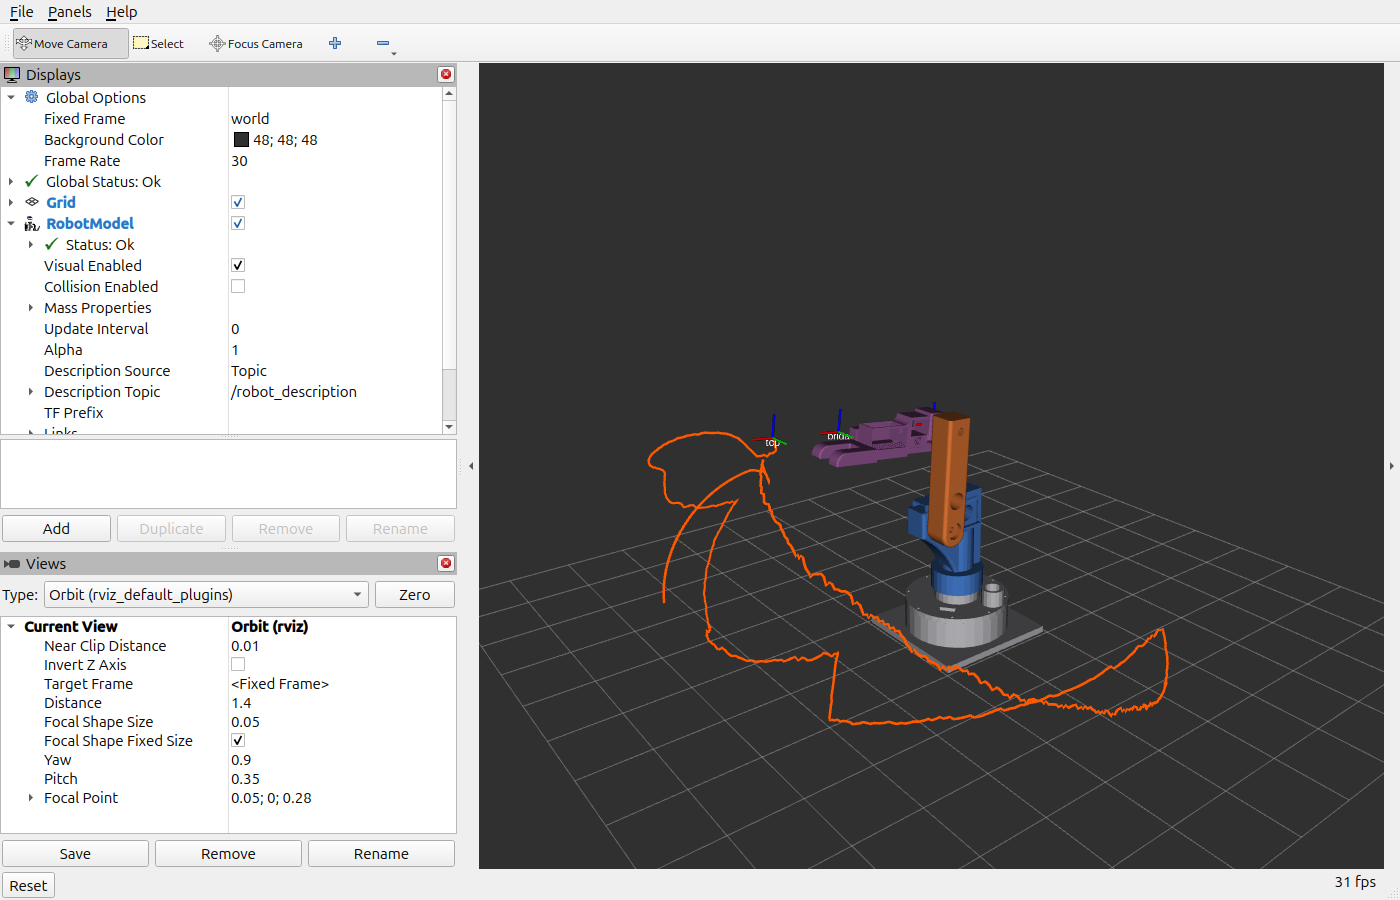 File Panels Help
Move Camera Select Focus Camera
Displays
Global Options
Fixed Frame world
Background Color 48; 48; 48
Frame Rate 30
Global Status: Ok
Grid
RobotModel
Status: Ok
Visual Enabled
Collision Enabled
Mass Properties
Update Interval 0
Alpha 1
Description Source Topic
Description Topic /robot_description
TF Prefix
Links
Add Duplicate Remove Rename
Views
Type: Orbit (rviz_default_plugins) Zero
Current View Orbit (rviz)
Near Clip Distance 0.01
Invert Z Axis
Target Frame <Fixed Frame>
Distance 1.4
Focal Shape Size 0.05
Focal Shape Fixed Size
Yaw 0.9
Pitch 0.35
Focal Point 0.05; 0; 0.28
Save Remove Rename
Reset
tcp
31 fps